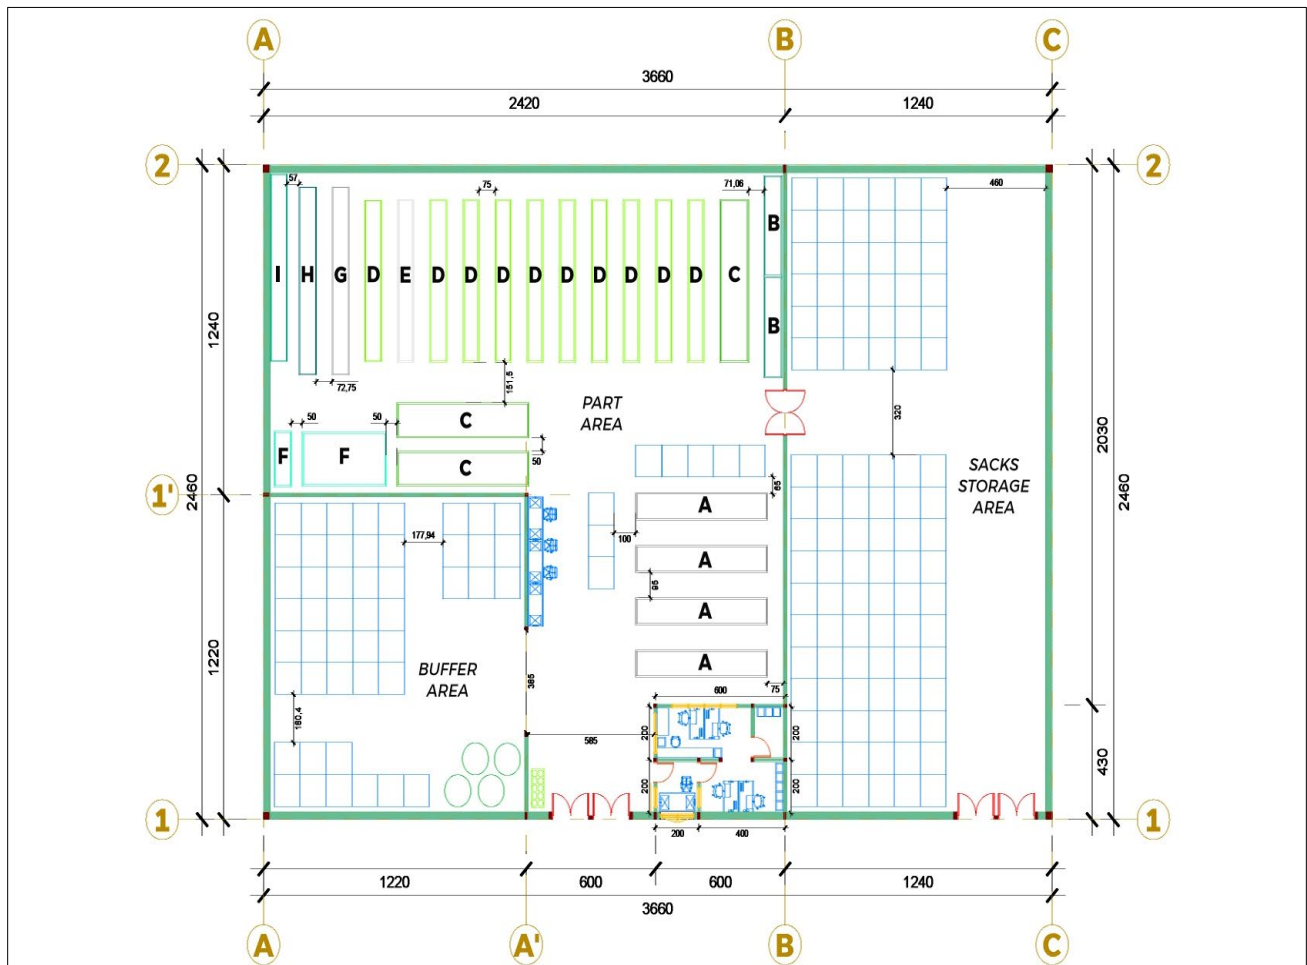 A B C
3660
2420 1240
2 2
57 75 71,06 460
B
I H G D E D D D D D D D D D C
B
1240
72,75
151,5
50 50
C
PART
AREA
320
2030
F F
C
50
SACKS
STORAGE
AREA
65
2460 1' 2460
A
177,94
100
A
95
A
BUFFER
AREA
385
A
75
600
180,4
200 200
585
430
200 200
1 1
200 400
1220 600 600 1240
3660
A A' B C
1220